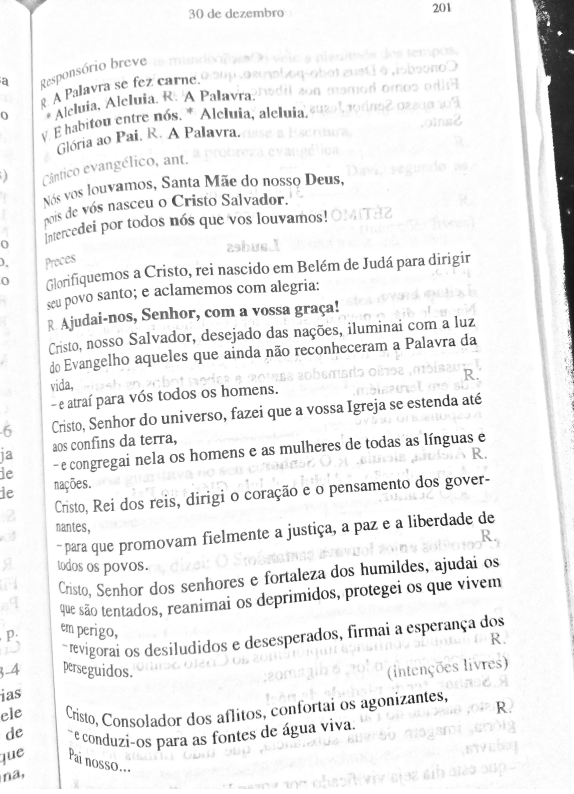 30 de dezembro
201
Responsório breve
R. A Palavra se fez carne.
* Aleluia, Aleluia. R. A Palavra.
V. E habitou entre nós. * Aleluia, aleluia.
Glória ao Pai. R. A Palavra.
Cântico evangélico, ant.
Nós vos louvamos, Santa Mãe do nosso Deus,
pois de vós nasceu o Cristo Salvador.
Intercedei por todos nós que vos louvamos!
Preces
Glorifiquemos a Cristo, rei nascido em Belém de Judá para dirigir
seu povo santo; e aclamemos com alegria:
R. Ajudai-nos, Senhor, com a vossa graça!
Cristo, nosso Salvador, desejado das nações, iluminai com a luz
do Evangelho aqueles que ainda não reconheceram a Palavra da
vida,
– e atraí para vós todos os homens. R.
Cristo, Senhor do universo, fazei que a vossa Igreja se estenda até
aos confins da terra,
– e congregai nela os homens e as mulheres de todas as línguas e
nações. R.
Cristo, Rei dos reis, dirigi o coração e o pensamento dos gover-
nantes,
– para que promovam fielmente a justiça, a paz e a liberdade de
todos os povos. R.
Cristo, Senhor dos senhores e fortaleza dos humildes, ajudai os
que são tentados, reanimai os deprimidos, protegei os que vivem
em perigo,
– revigorai os desiludidos e desesperados, firmai a esperança dos
perseguidos. R.
(intenções livres)
Cristo, Consolador dos aflitos, confortai os agonizantes,
– e conduzi-os para as fontes de água viva. R.
Pai nosso...